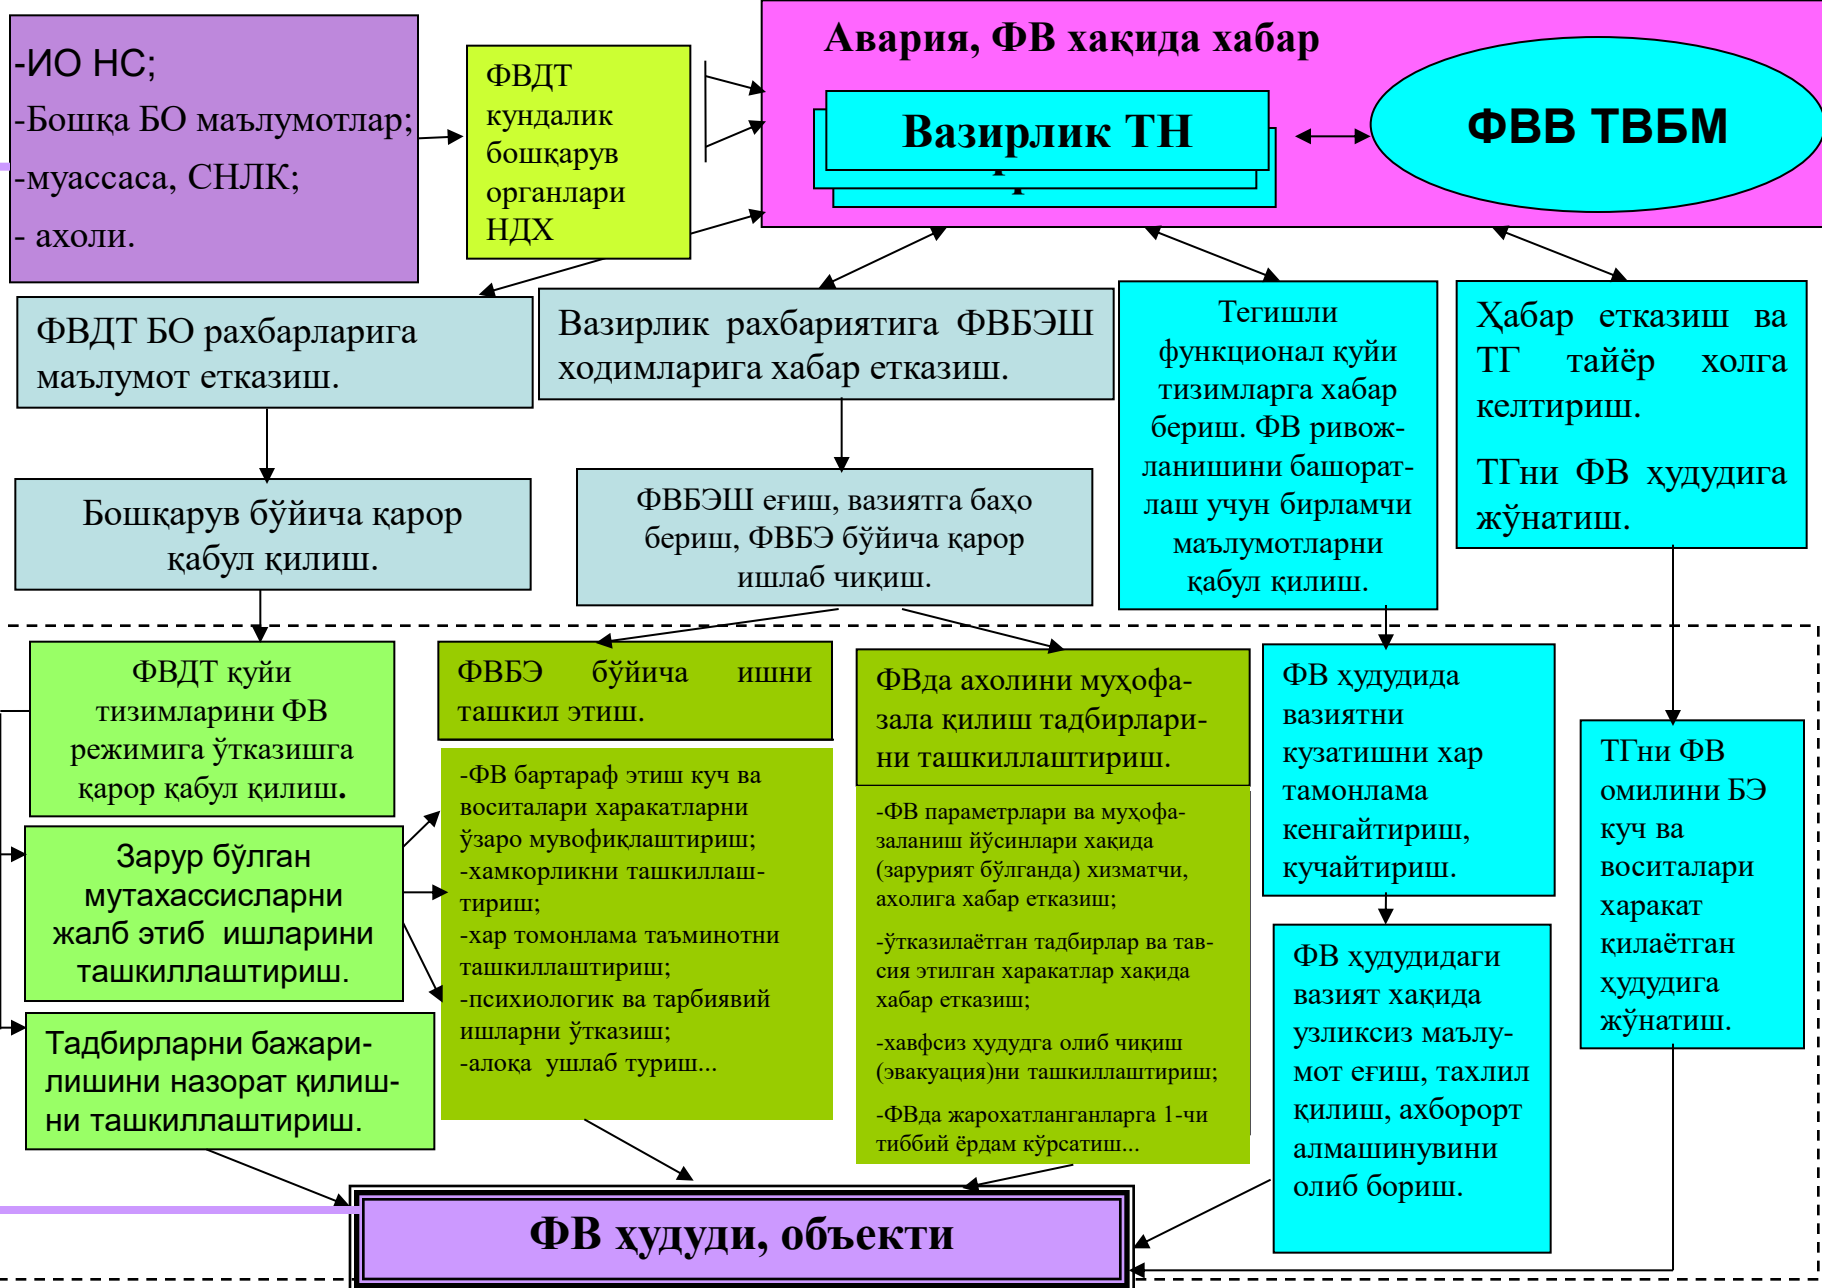 -ИО НС;
-Бошқа БО маълумотлар;
-муассаса, СНЛК;
- ахоли.
ФВДТ
кундалик
бошқарув
органлари
НДХ
Авария, ФВ хақида хабар
Вазирлик ТН
ФВВ ТВБМ
ФВДТ БО рахбарларига
маълумот етказиш.
Вазирлик рахбариятига ФВБЭШ
ходимларига хабар етказиш.
Тегишли
функционал қуйи
тизимларга хабар
бериш. ФВ ривож-
ланишини башорат-
лаш учун бирламчи
маълумотларни
қабул қилиш.
Ҳабар етказиш ва
ТГ тайёр холга
келтириш.
ТГни ФВ ҳудудига
жўнатиш.
Бошқарув бўйича қарор
қабул қилиш.
ФВБЭШ еғиш, вазиятга баҳо
бериш, ФВБЭ бўйича қарор
ишлаб чиқиш.
ФВДТ қуйи
тизимларини ФВ
режимига ўтказишга
қарор қабул қилиш.
Зарур бўлган
мутахассисларни
жалб этиб ишларини
ташкиллаштириш.
Тадбирларни бажари-
лишини назорат қилиш-
ни ташкиллаштириш.
ФВБЭ бўйича ишни
ташкил этиш.
-ФВ бартараф этиш куч ва
воситалари харакатларни
ўзаро мувофиқлаштириш;
-хамкорликни ташкиллаш-
тириш;
-хар томонлама таъминотни
ташкиллаштириш;
-психиологик ва тарбиявий
ишларни ўтказиш;
-алоқа ушлаб туриш...
ФВда ахолини муҳофа-
зала қилиш тадбирлари-
ни ташкиллаштириш.
-ФВ параметрлари ва муҳофа-
заланиш йўсинлари хақида
(зарурият бўлганда) хизматчи,
ахолига хабар етказиш;
-ўтказилаётган тадбирлар ва тав-
сия этилган харакатлар хақида
хабар етказиш;
-хавфсиз ҳудудга олиб чиқиш
(эвакуация)ни ташкиллаштириш;
-ФВда жарохатланганларга 1-чи
тиббий ёрдам кўрсатиш...
ФВ ҳудудида
вазиятни
кузатишни хар
тамонлама
кенгайтириш,
кучайтириш.
ФВ ҳудудидаги
вазият хақида
узликсиз маълу-
мот еғиш, тахлил
қилиш, ахборорт
алмашинувини
олиб бориш.
ТГни ФВ
омилини БЭ
куч ва
воситалари
харакат
қилаётган
ҳудудига
жўнатиш.
ФВ ҳудуди, объекти